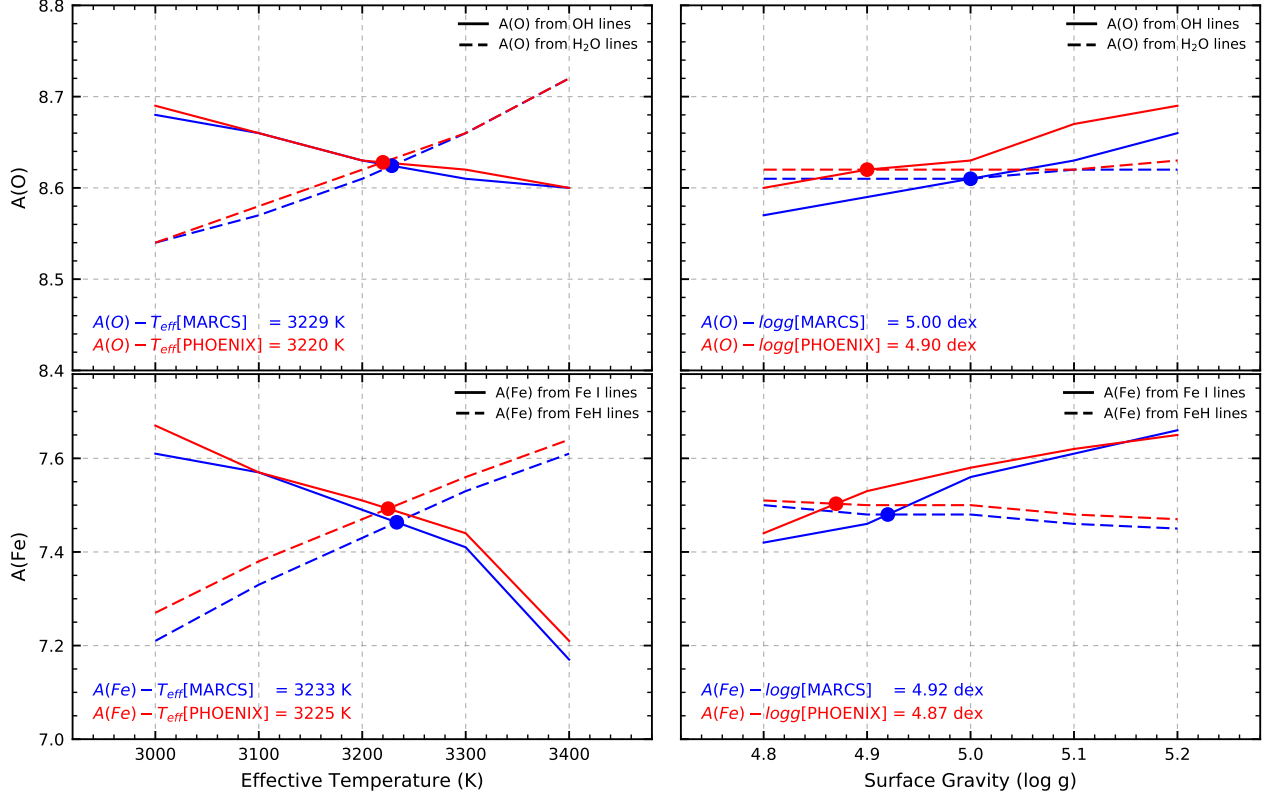 8.8
8.7
8.6
8.5
8.4
A(O)
A(O) from OH lines
A(O) from H₂O lines
A(O) − T_eff[MARCS] = 3229 K
A(O) − T_eff[PHOENIX] = 3220 K
A(O) from OH lines
A(O) from H₂O lines
A(O) − logg[MARCS] = 5.00 dex
A(O) − logg[PHOENIX] = 4.90 dex
7.6
7.4
7.2
7.0
A(Fe)
A(Fe) from Fe I lines
A(Fe) from FeH lines
A(Fe) − T_eff[MARCS] = 3233 K
A(Fe) − T_eff[PHOENIX] = 3225 K
3000 3100 3200 3300 3400
Effective Temperature (K)
A(Fe) from Fe I lines
A(Fe) from FeH lines
A(Fe) − logg[MARCS] = 4.92 dex
A(Fe) − logg[PHOENIX] = 4.87 dex
4.8 4.9 5.0 5.1 5.2
Surface Gravity (log g)